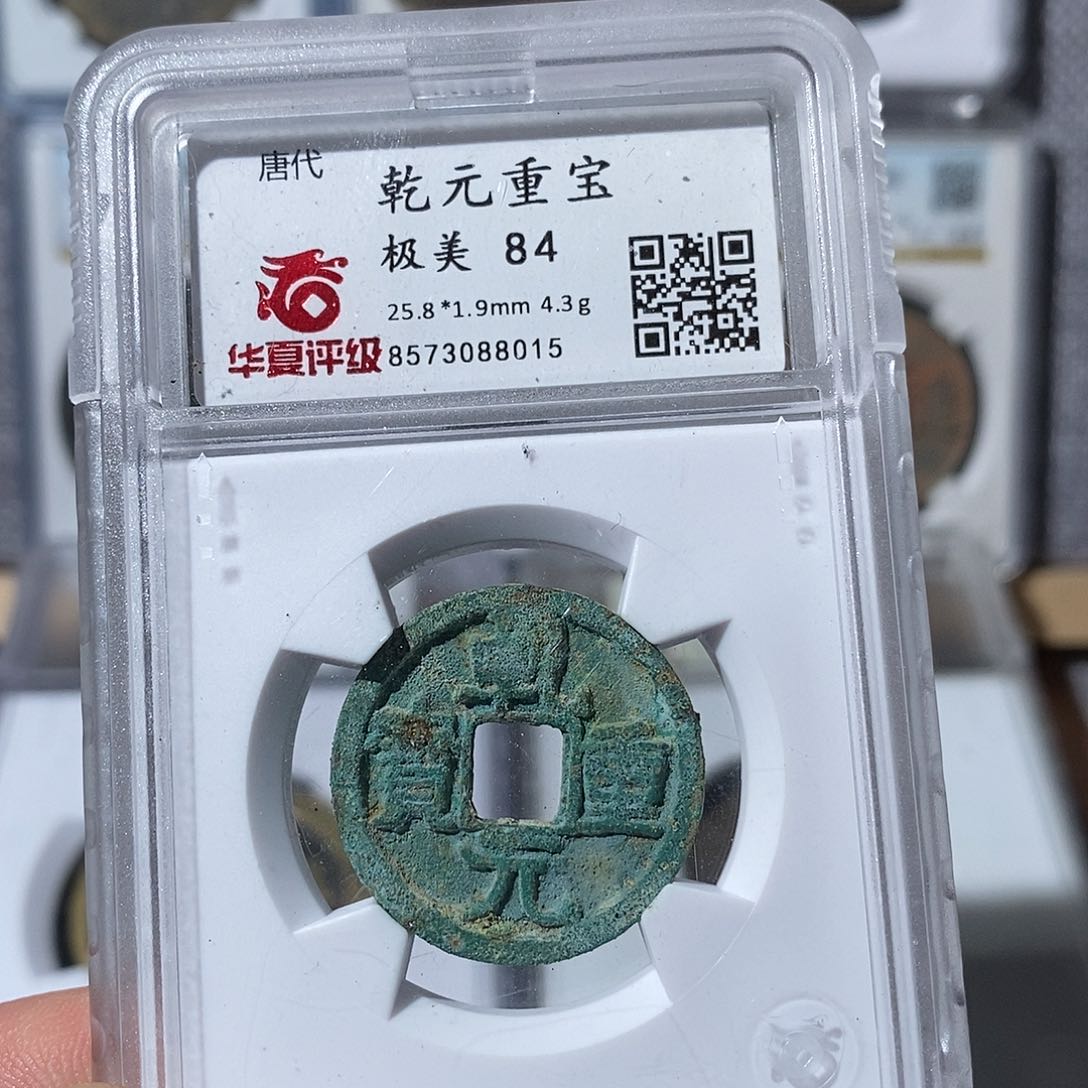 唐代
乾元重宝
极美 84
25.8*1.9mm 4.3g
华夏评级
8573088015
乾元重寶